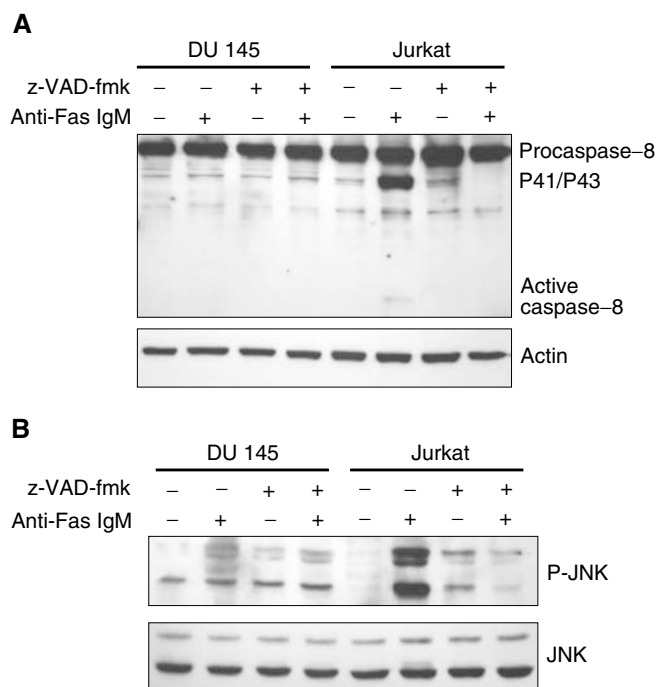 A
DU 145 Jurkat
z-VAD-fmk – – + + – – + +
Anti-Fas IgM – + – + – + – +
Procaspase–8
P41/P43
Active
caspase–8
Actin
B
DU 145 Jurkat
z-VAD-fmk – – + + – – + +
Anti-Fas IgM – + – + – + – +
P-JNK
JNK